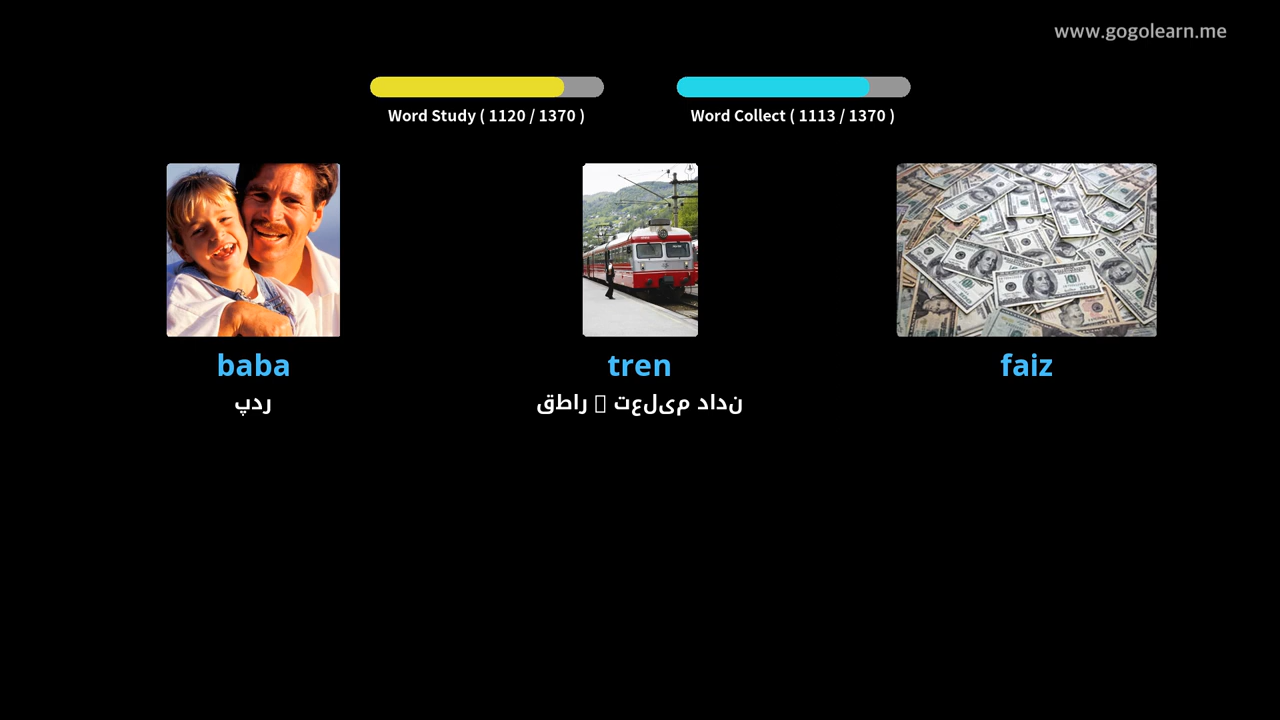 www.gogolearn.me
Word Study ( 1120 / 1370 )
Word Collect ( 1113 / 1370 )
baba
پدر
tren
قطار ▯ تعلیم دادن
faiz